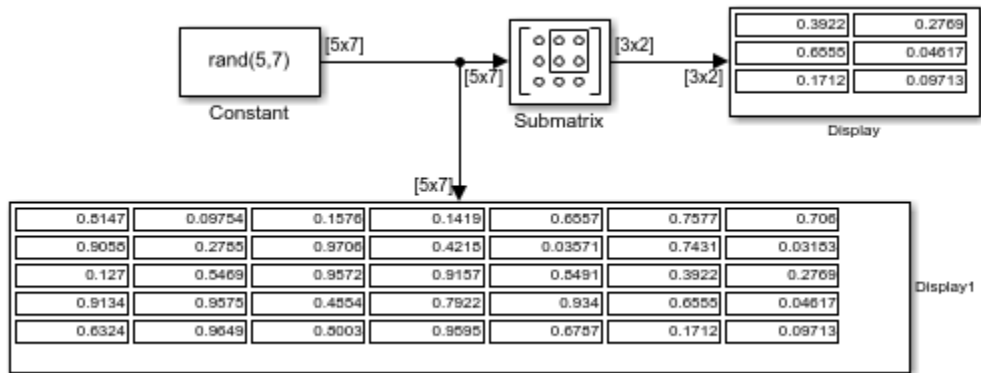 rand(5,7)
[5x7]
Constant
[5x7]
Submatrix
[3x2]
[3x2]
0.3922 0.2769
0.6555 0.04617
0.1712 0.09713
Display
[5x7]
0.8147 0.09754 0.1576 0.1419 0.6557 0.7577 0.706
0.9058 0.2785 0.9706 0.4218 0.03571 0.7431 0.03183
0.127 0.5469 0.9572 0.9157 0.8491 0.3922 0.2769
0.9134 0.9575 0.4854 0.7922 0.934 0.6555 0.04617
0.6324 0.9649 0.8003 0.9595 0.6787 0.1712 0.09713
Display1